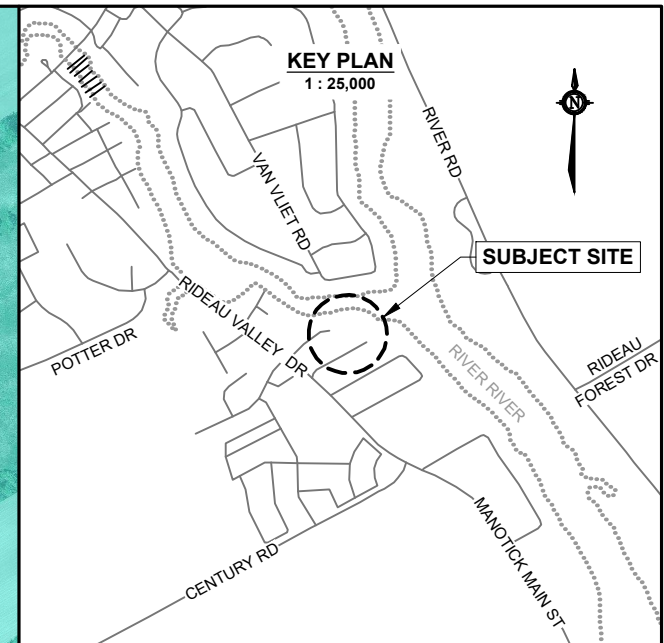 KEY PLAN
1 : 25,000
N
RIVER RD
VAN VLIET RD
SUBJECT SITE
RIDEAU VALLEY DR
POTTER DR
RIVER RIVER
RIDEAU
FOREST DR
MANOTICK MAIN ST
CENTURY RD